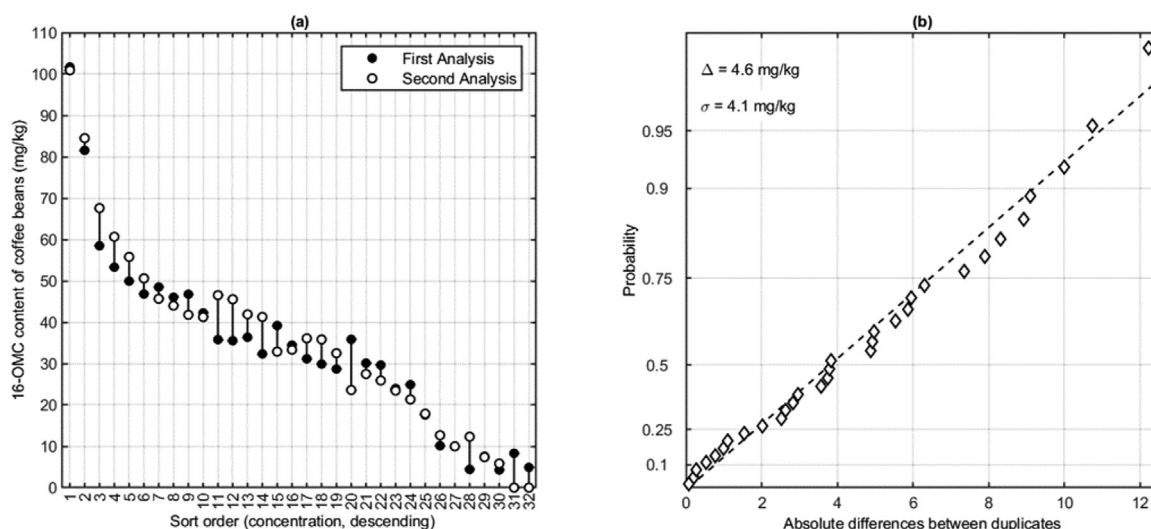 (a)
110
100
90
80
70
60
50
40
30
20
10
0
16-OMC content of coffee beans (mg/kg)
First Analysis
Second Analysis
1 2 3 4 5 6 7 8 9 10 11 12 13 14 15 16 17 18 19 20 21 22 23 24 25 26 27 28 29 30 31 32
Sort order (concentration, descending)
(b)
Δ = 4.6 mg/kg
σ = 4.1 mg/kg
0.95
0.9
0.75
0.5
0.25
0.1
Probability
0 2 4 6 8 10 12
Absolute differences between duplicates